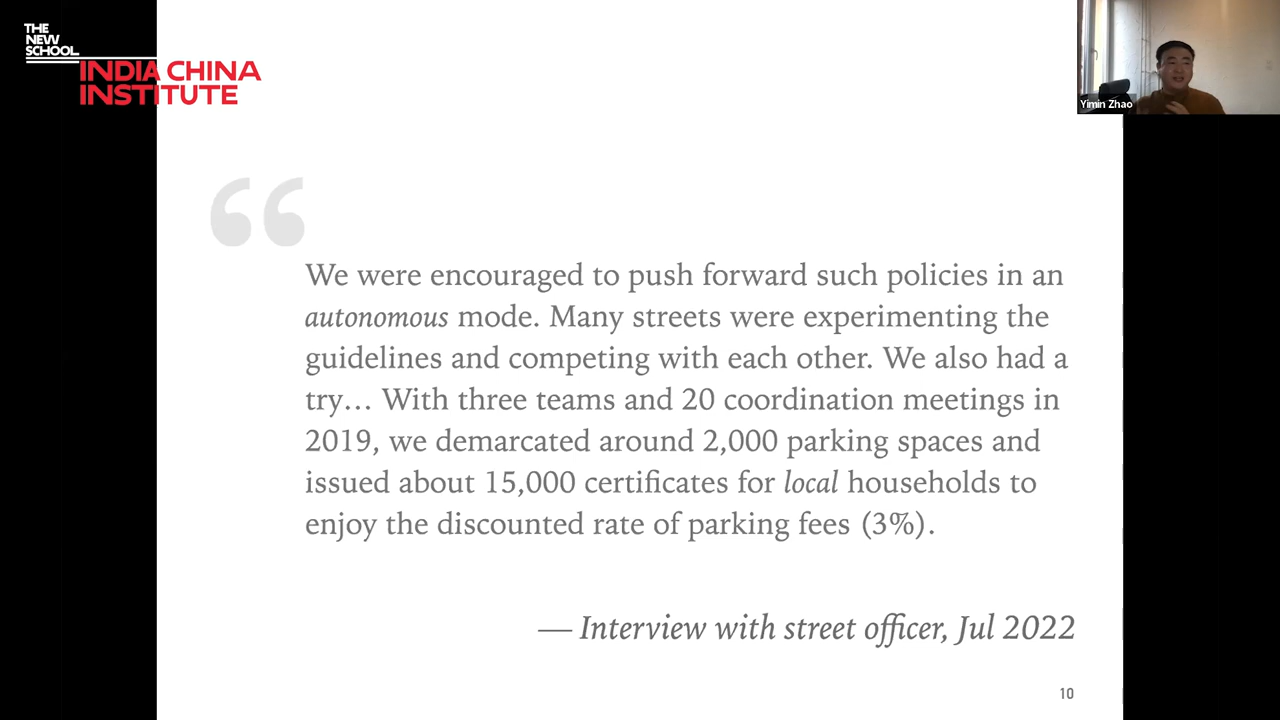 THE
NEW
SCHOOL
INDIA CHINA
INSTITUTE
Yimin Zhao
“
We were encouraged to push forward such policies in an
autonomous mode. Many streets were experimenting the
guidelines and competing with each other. We also had a
try… With three teams and 20 coordination meetings in
2019, we demarcated around 2,000 parking spaces and
issued about 15,000 certificates for local households to
enjoy the discounted rate of parking fees (3%).
— Interview with street officer, Jul 2022
10